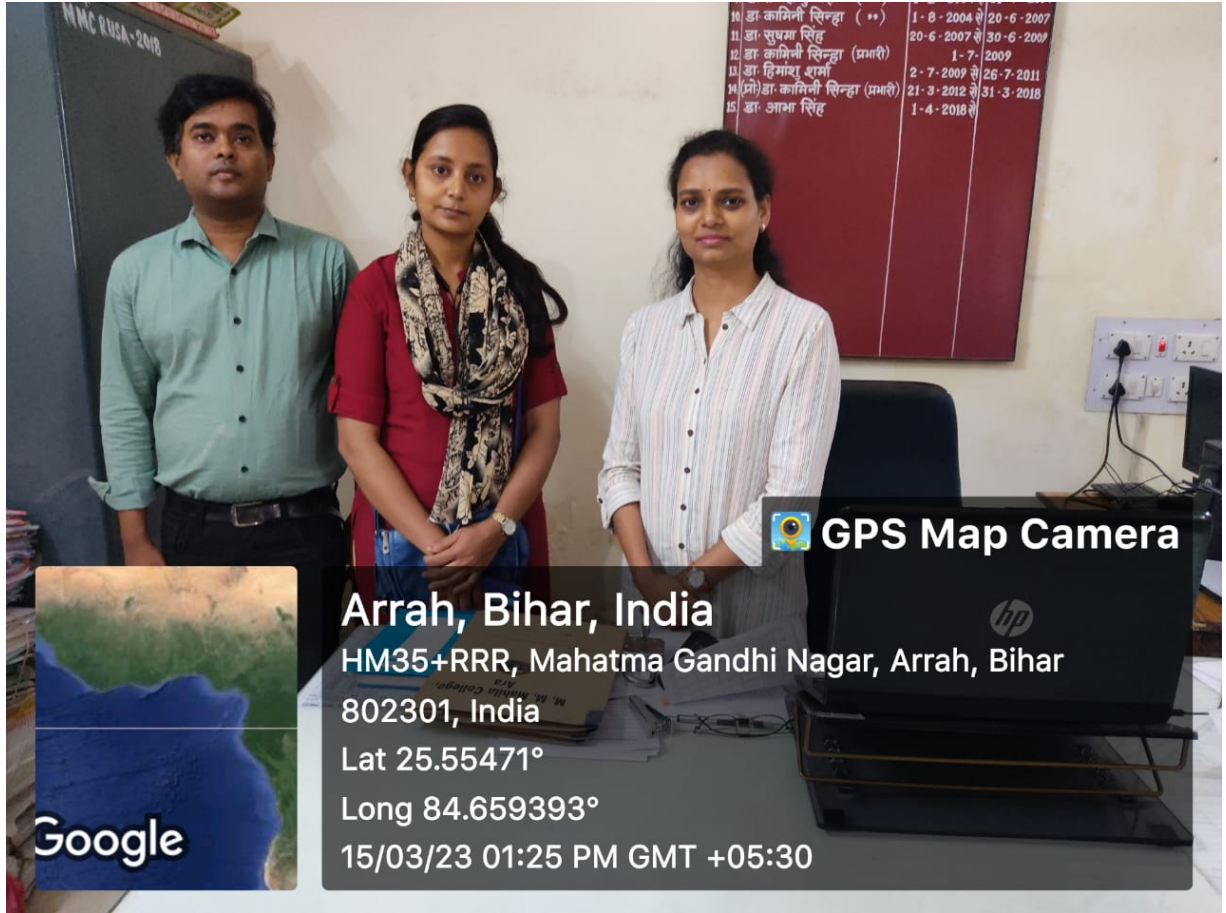 MMC RUSA-2018
10. डा. कामिनी सिन्हा ( ,, ) 1-8-2004 से 20-6-2007
11. डा. सुषमा सिंह 20-6-2007 से 30-6-2009
12. डा. कामिनी सिन्हा (प्रभारी) 1-7-2009
13. डा. हिमांशु शर्मा 2-7-2009 से 26-7-2011
14. (प्रो) डा. कामिनी सिन्हा (प्रभारी) 21-3-2012 से 31-3-2018
15. डा. आभा सिंह 1-4-2018 से
GPS Map Camera
hp
Arrah, Bihar, India
HM35+RRR, Mahatma Gandhi Nagar, Arrah, Bihar
802301, India
Lat 25.55471°
Long 84.659393°
15/03/23 01:25 PM GMT +05:30
M. M. Mahila College,
Ara
Google